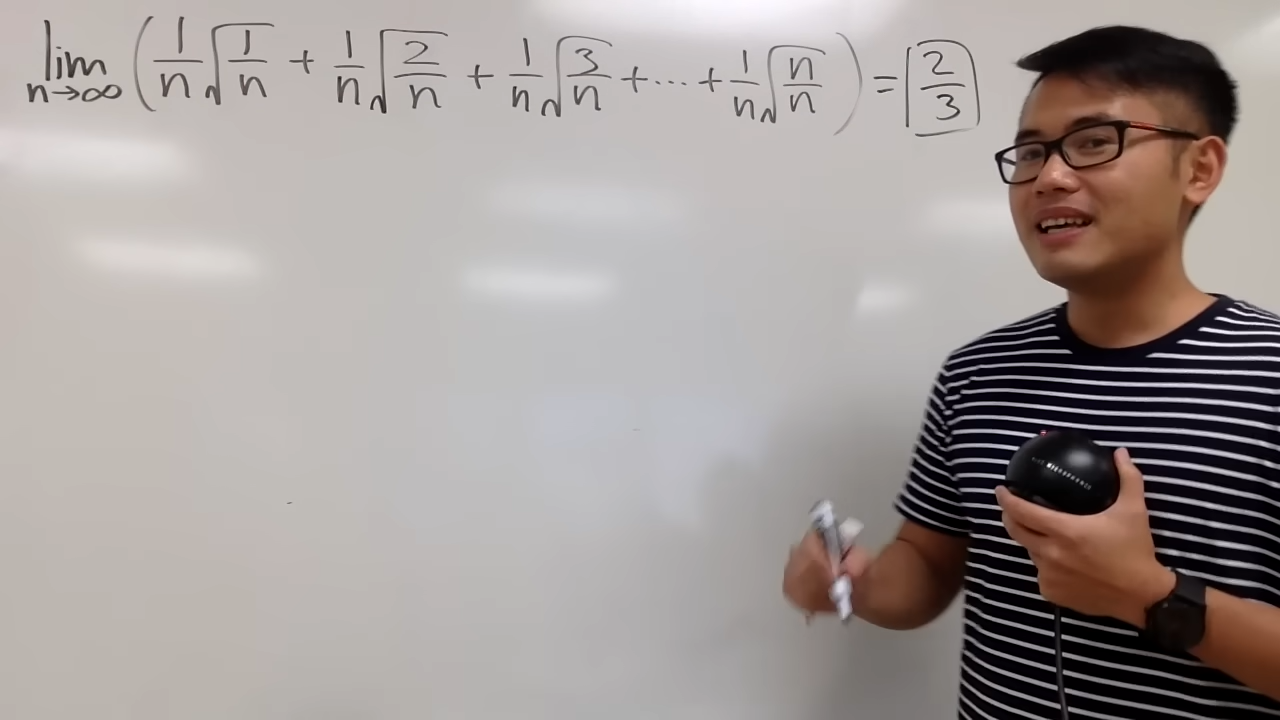 lim n→∞ ( 1/n √(1/n) + 1/n √(2/n) + 1/n √(3/n) + ... + 1/n √(n/n) ) = 2/3